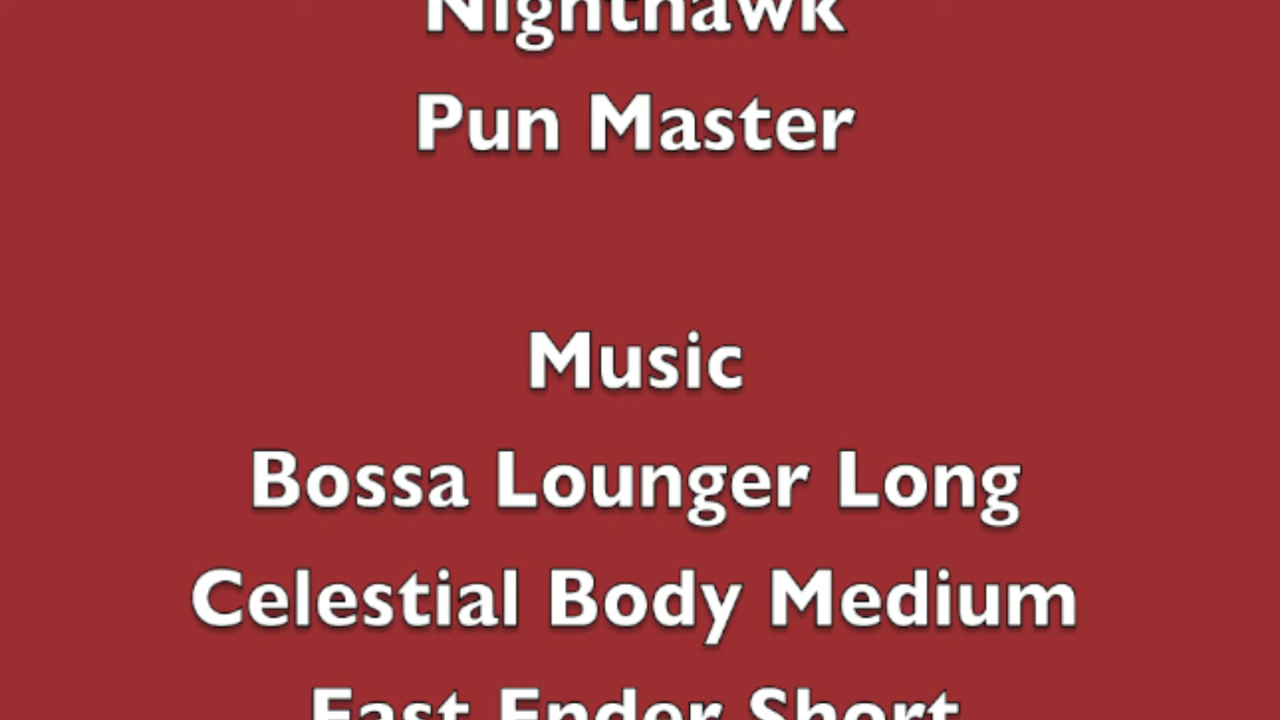 Nighthawk
Pun Master
Music
Bossa Lounger Long
Celestial Body Medium
East Ender Short